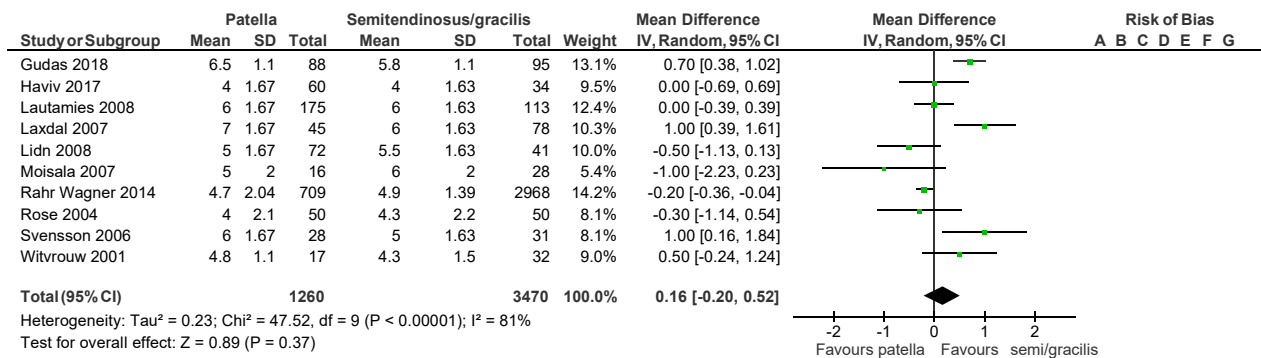 Patella Semitendinosus/gracilis Mean Difference Mean Difference Risk of Bias
Study or Subgroup Mean SD Total Mean SD Total Weight IV, Random, 95% CI IV, Random, 95% CI A B C D E F G
Gudas 2018 6.5 1.1 88 5.8 1.1 95 13.1% 0.70 [0.38, 1.02]
Haviv 2017 4 1.67 60 4 1.63 34 9.5% 0.00 [-0.69, 0.69]
Lautamies 2008 6 1.67 175 6 1.63 113 12.4% 0.00 [-0.39, 0.39]
Laxdal 2007 7 1.67 45 6 1.63 78 10.3% 1.00 [0.39, 1.61]
Lidn 2008 5 1.67 72 5.5 1.63 41 10.0% -0.50 [-1.13, 0.13]
Moisala 2007 5 2 16 6 2 28 5.4% -1.00 [-2.23, 0.23]
Rahr Wagner 2014 4.7 2.04 709 4.9 1.39 2968 14.2% -0.20 [-0.36, -0.04]
Rose 2004 4 2.1 50 4.3 2.2 50 8.1% -0.30 [-1.14, 0.54]
Svensson 2006 6 1.67 28 5 1.63 31 8.1% 1.00 [0.16, 1.84]
Witvrouw 2001 4.8 1.1 17 4.3 1.5 32 9.0% 0.50 [-0.24, 1.24]
Total (95% CI) 1260 3470 100.0% 0.16 [-0.20, 0.52]
Heterogeneity: Tau² = 0.23; Chi² = 47.52, df = 9 (P < 0.00001); I² = 81%
Test for overall effect: Z = 0.89 (P = 0.37)
-2 -1 0 1 2
Favours patella Favours semi/gracilis